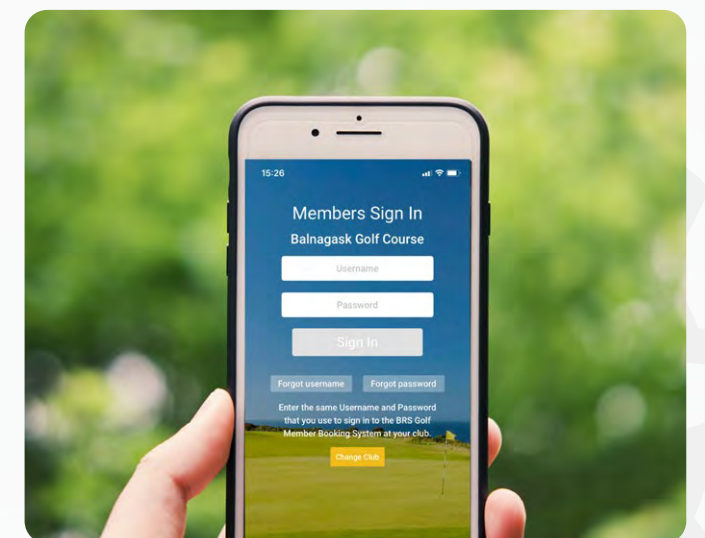 15:26
Members Sign In
Balnagask Golf Course
Username
Password
Sign In
Forgot username Forgot password
Enter the same Username and Password
that you use to sign in to the BRS Golf
Member Booking System at your club.
Change Club